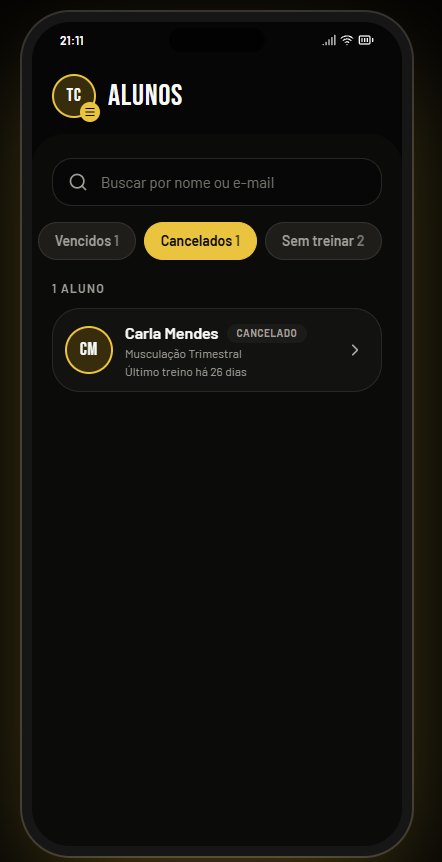 21:11
TC
ALUNOS
Buscar por nome ou e-mail
Vencidos 1
Cancelados 1
Sem treinar 2
1 ALUNO
CM
Carla Mendes
CANCELADO
Musculação Trimestral
Último treino há 26 dias